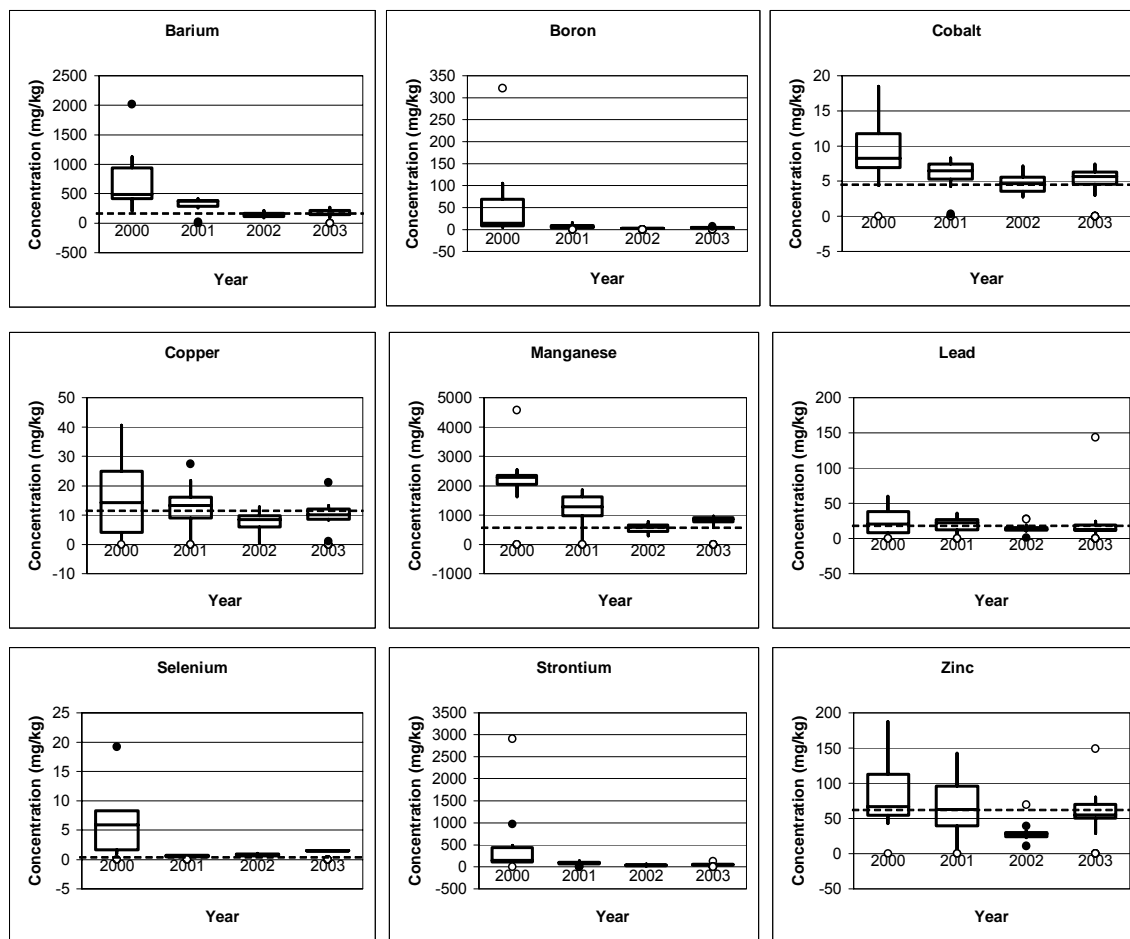 Barium
Concentration (mg/kg)
2500
2000
1500
1000
500
0
-500
2000 2001 2002 2003
Year
Boron
Concentration (mg/kg)
350
300
250
200
150
100
50
0
-50
2000 2001 2002 2003
Year
Cobalt
Concentration (mg/kg)
20
15
10
5
0
-5
2000 2001 2002 2003
Year
Copper
Concentration (mg/kg)
50
40
30
20
10
0
-10
2000 2001 2002 2003
Year
Manganese
Concentration (mg/kg)
5000
4000
3000
2000
1000
0
-1000
2000 2001 2002 2003
Year
Lead
Concentration (mg/kg)
200
150
100
50
0
-50
2000 2001 2002 2003
Year
Selenium
Concentration (mg/kg)
25
20
15
10
5
0
-5
2000 2001 2002 2003
Year
Strontium
Concentration (mg/kg)
3500
3000
2500
2000
1500
1000
500
0
-500
2000 2001 2002 2003
Year
Zinc
Concentration (mg/kg)
200
150
100
50
0
-50
2000 2001 2002 2003
Year